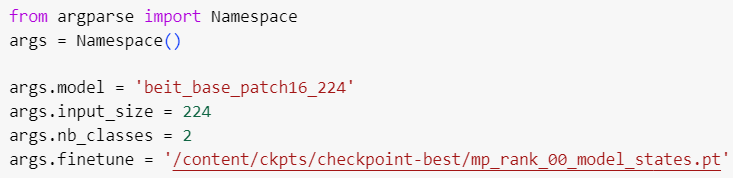 from argparse import Namespace
args = Namespace()
args.model = 'beit_base_patch16_224'
args.input_size = 224
args.nb_classes = 2
args.finetune = '/content/ckpts/checkpoint-best/mp_rank_00_model_states.pt'